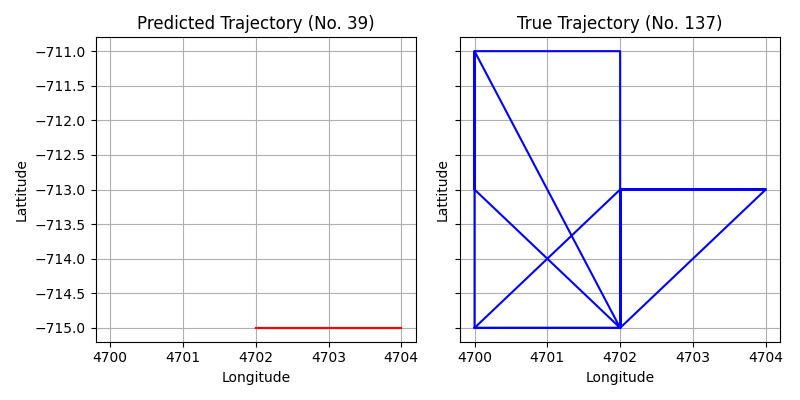 Predicted Trajectory (No. 39)
True Trajectory (No. 137)
Lattitude
−711.0
−711.5
−712.0
−712.5
−713.0
−713.5
−714.0
−714.5
−715.0
4700 4701 4702 4703 4704
Longitude
Lattitude
4700 4701 4702 4703 4704
Longitude